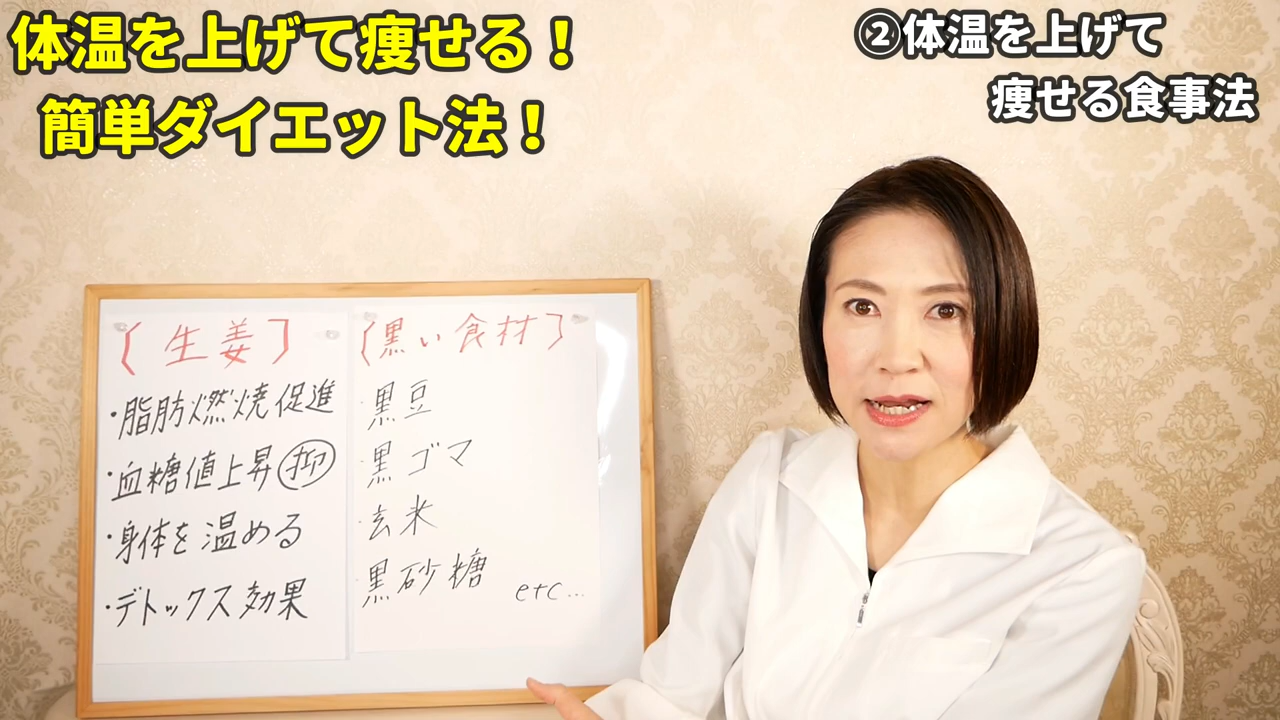 体温を上げて痩せる！
簡単ダイエット法！
②体温を上げて
痩せる食事法
〔生姜〕
・脂肪燃焼促進
・血糖値上昇抑
・身体を温める
・デトックス効果
〔黒い食材〕
・黒豆
・黒ゴマ
・玄米
・黒砂糖
etc...